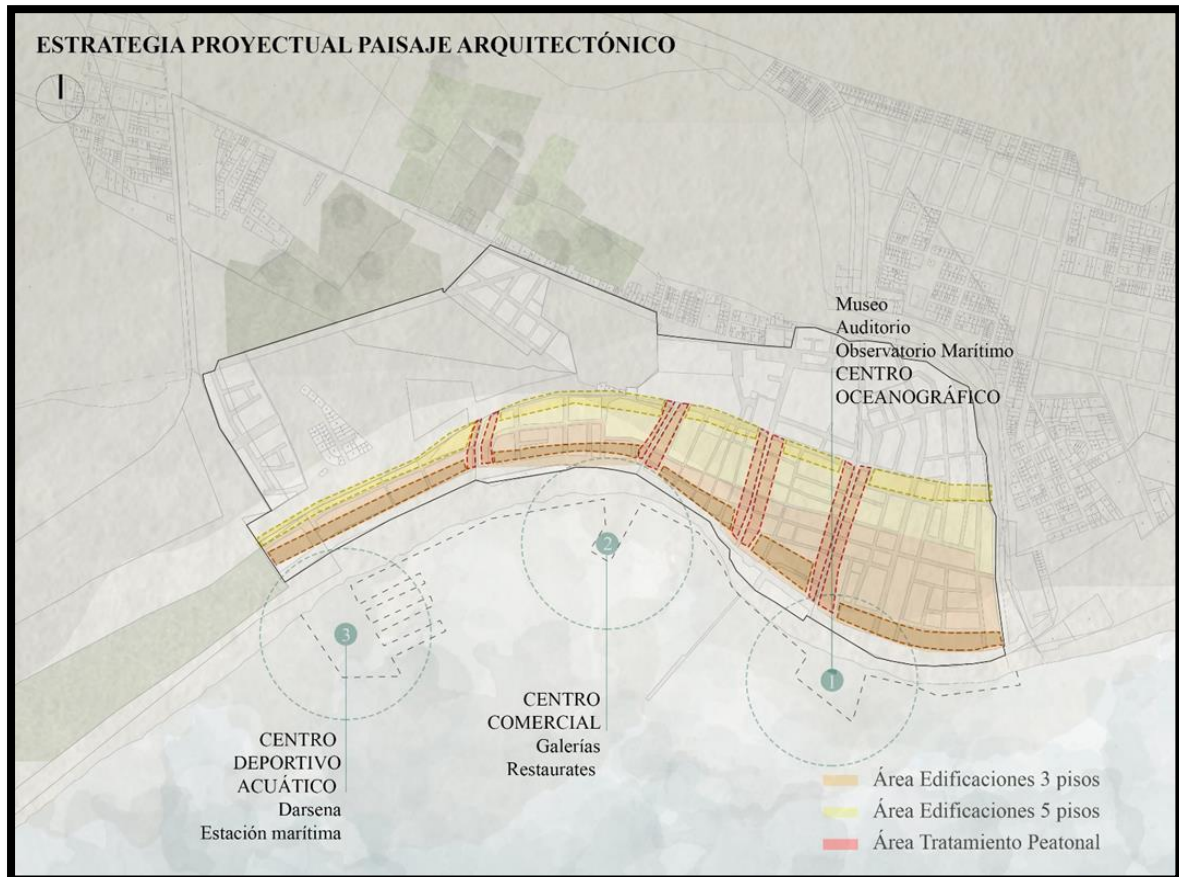 ESTRATEGIA PROYECTUAL PAISAJE ARQUITECTÓNICO
Museo
Auditorio
Observatorio Marítimo
CENTRO
OCEANOGRÁFICO
1
2
3
CENTRO
COMERCIAL
Galerías
Restaurates
CENTRO
DEPORTIVO
ACUÁTICO
Darsena
Estación marítima
Área Edificaciones 3 pisos
Área Edificaciones 5 pisos
Área Tratamiento Peatonal